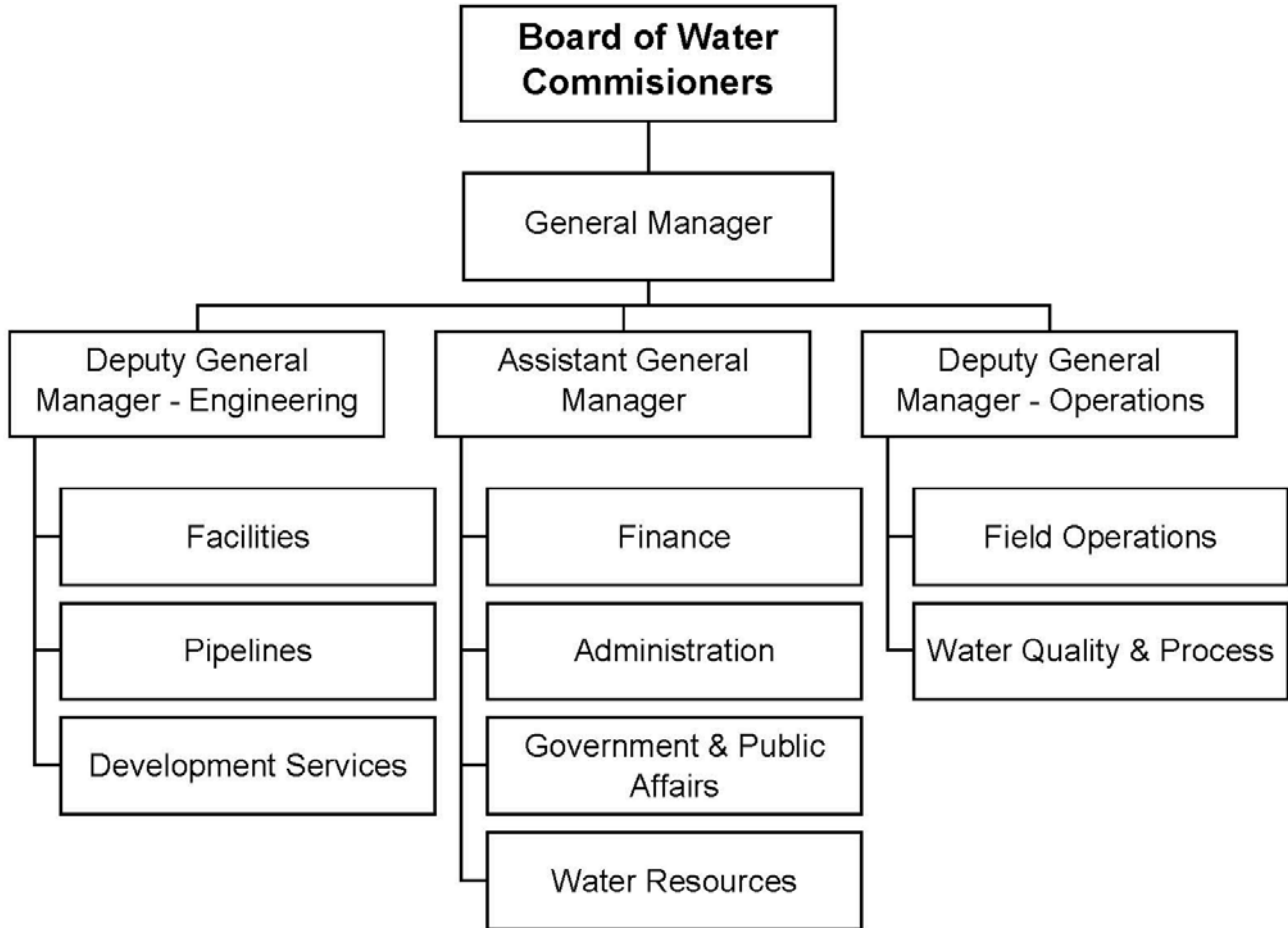 Board of Water
Commisioners
General Manager
Deputy General
Manager - Engineering
Assistant General
Manager
Deputy General
Manager - Operations
Facilities
Finance
Field Operations
Pipelines
Administration
Water Quality & Process
Development Services
Government & Public
Affairs
Water Resources